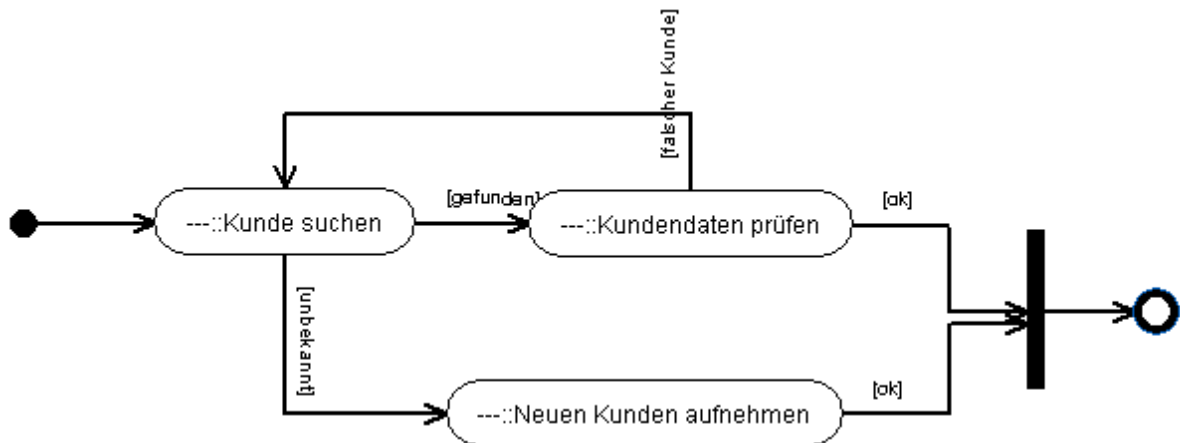 [falscher Kunde]
---::Kunde suchen
[gefunden]
---::Kundendaten prüfen
[ok]
[unbekannt]
---::Neuen Kunden aufnehmen
[ok]